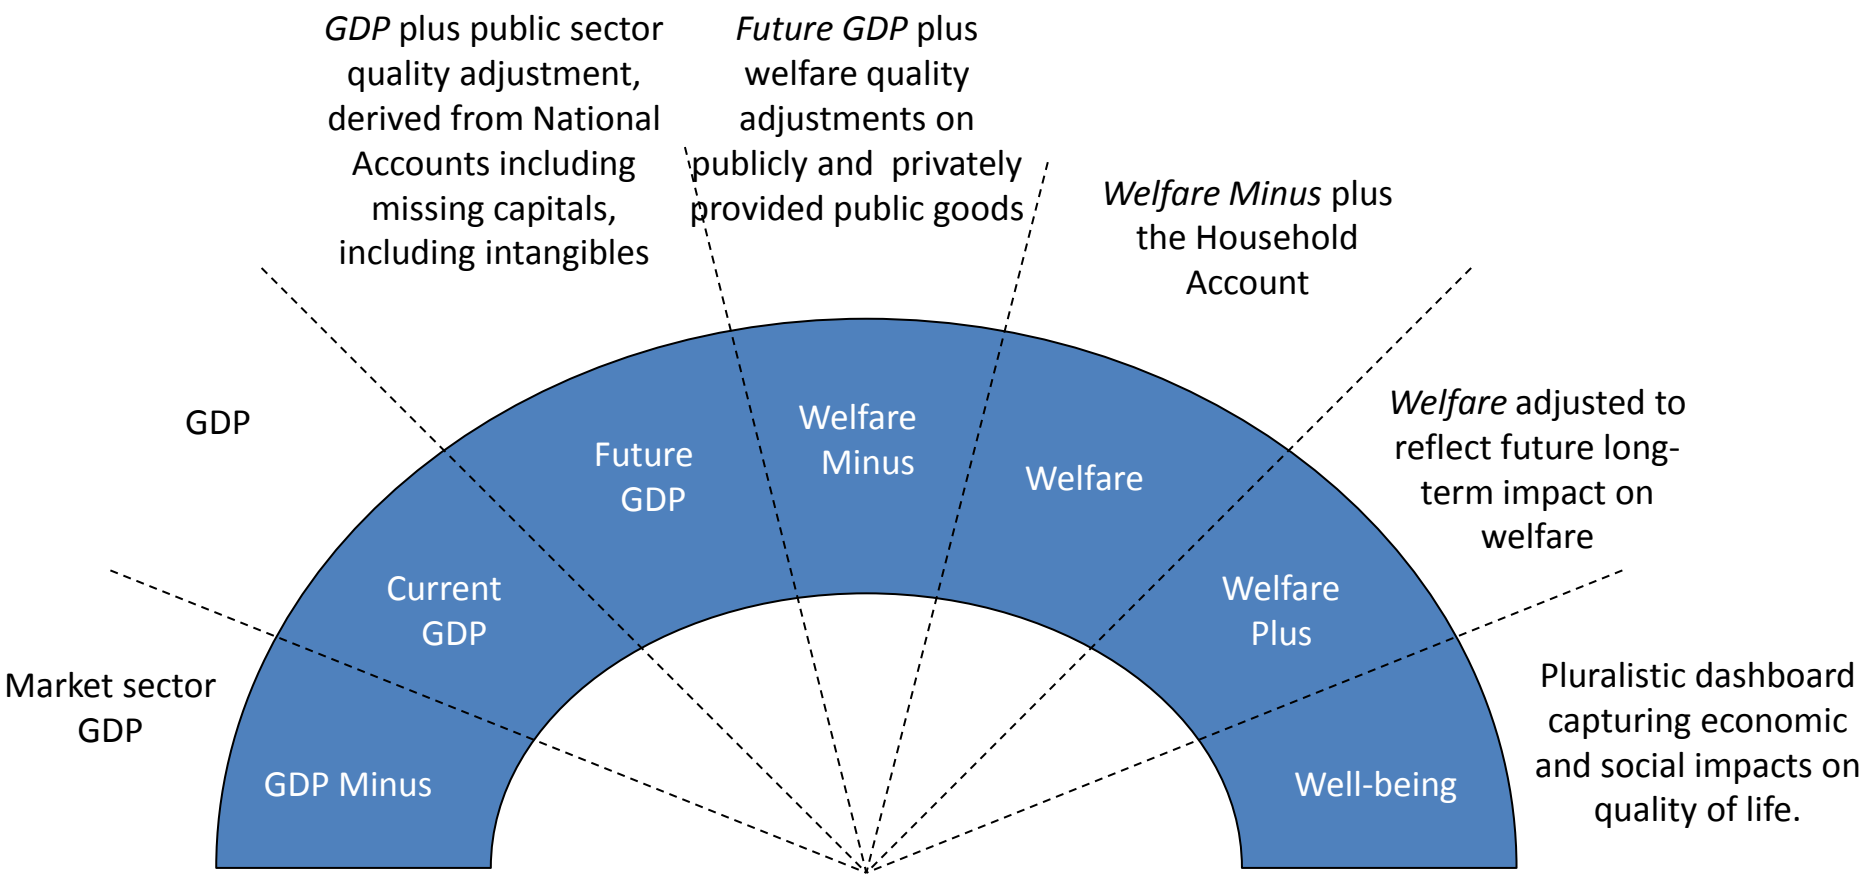 GDP plus public sector
quality adjustment,
derived from National
Accounts including
missing capitals,
including intangibles
Future GDP plus
welfare quality
adjustments on
publicly and privately
provided public goods
Welfare Minus plus
the Household
Account
GDP
Welfare adjusted to
reflect future long-
term impact on
welfare
Market sector
GDP
Pluralistic dashboard
capturing economic
and social impacts on
quality of life.
GDP Minus
Current
GDP
Future
GDP
Welfare
Minus
Welfare
Welfare
Plus
Well-being